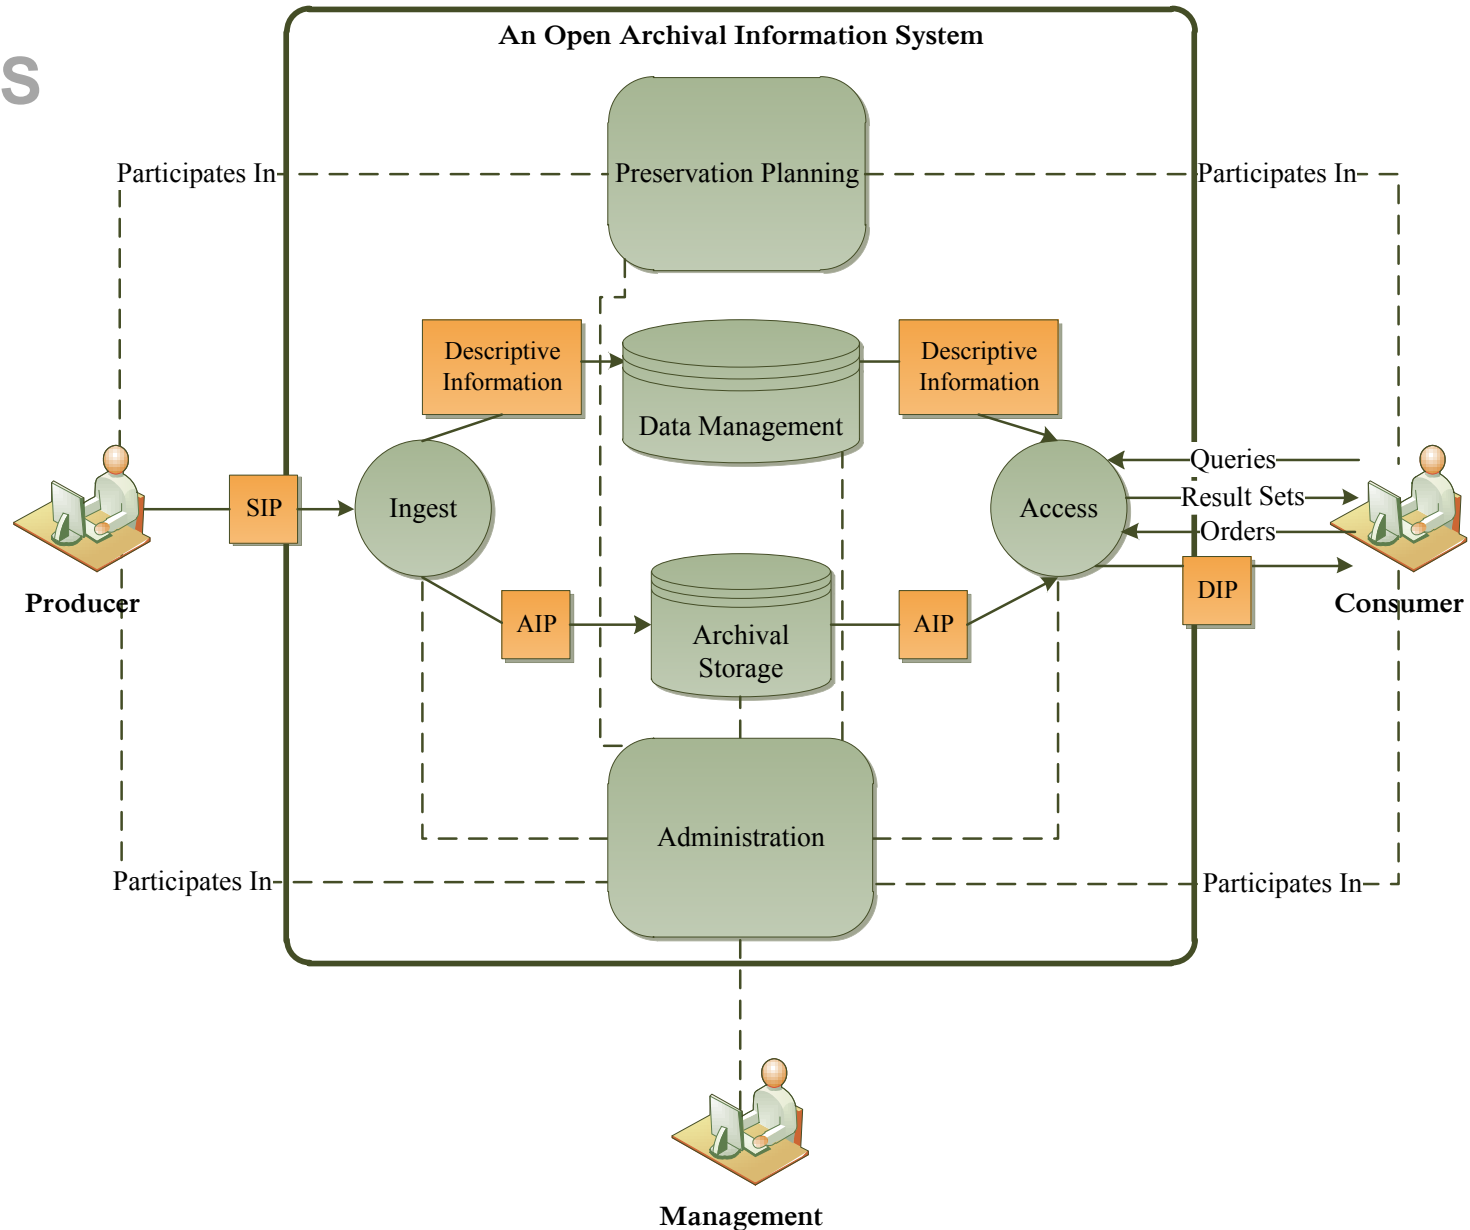 An Open Archival Information System
S
Participates In
Preservation Planning
Participates In
Descriptive
Information
Data Management
Descriptive
Information
Queries
SIP
Ingest
Access
Result Sets
Orders
Producer
AIP
Archival
Storage
AIP
DIP
Consumer
Administration
Participates In
Participates In
Management